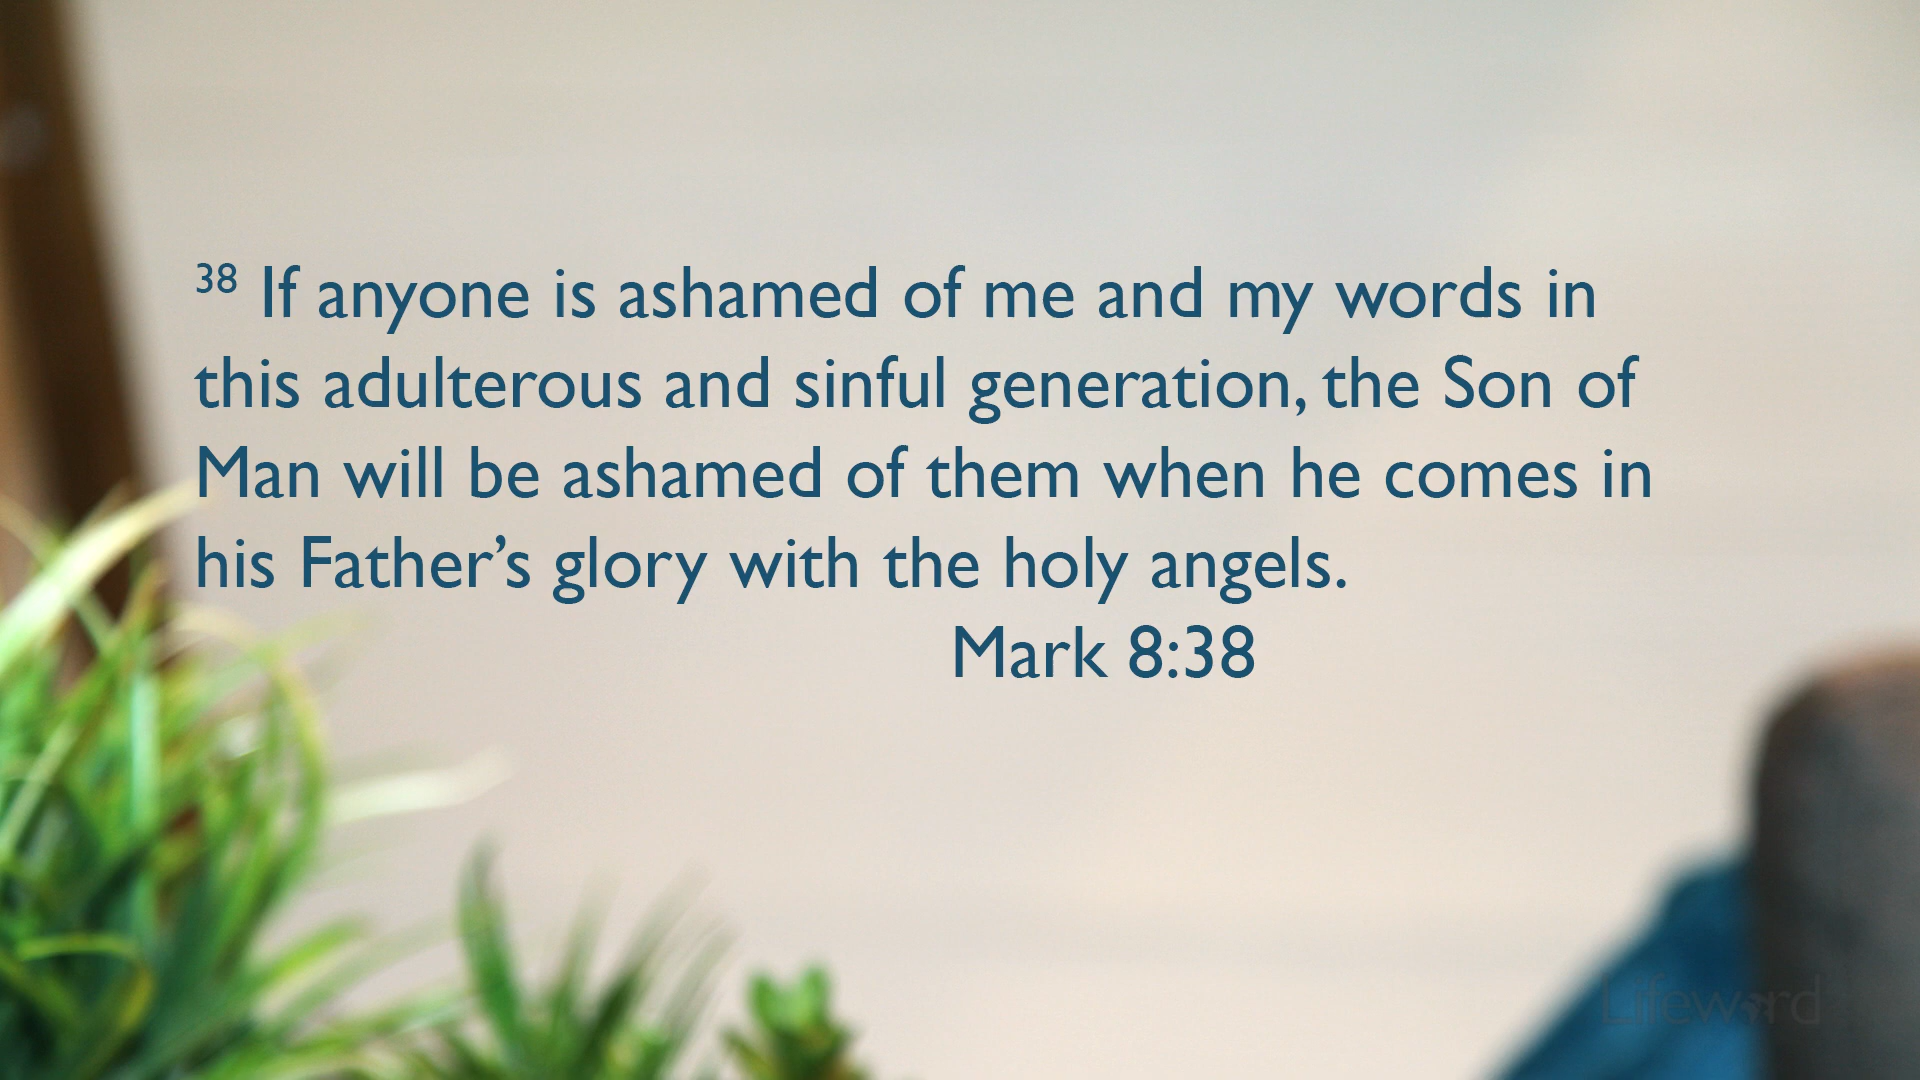 38 If anyone is ashamed of me and my words in
this adulterous and sinful generation, the Son of
Man will be ashamed of them when he comes in
his Father’s glory with the holy angels.
Mark 8:38
Lifeword